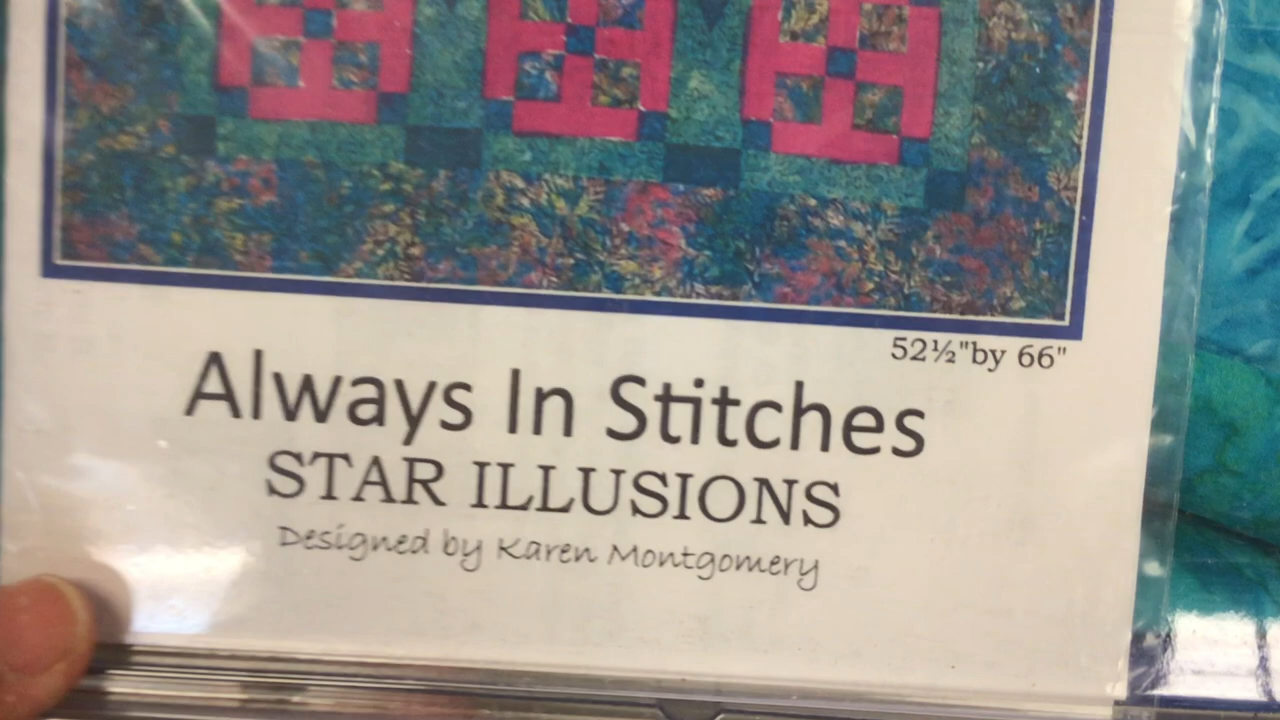 52½"by 66"
Always In Stitches
STAR ILLUSIONS
Designed by Karen Montgomery